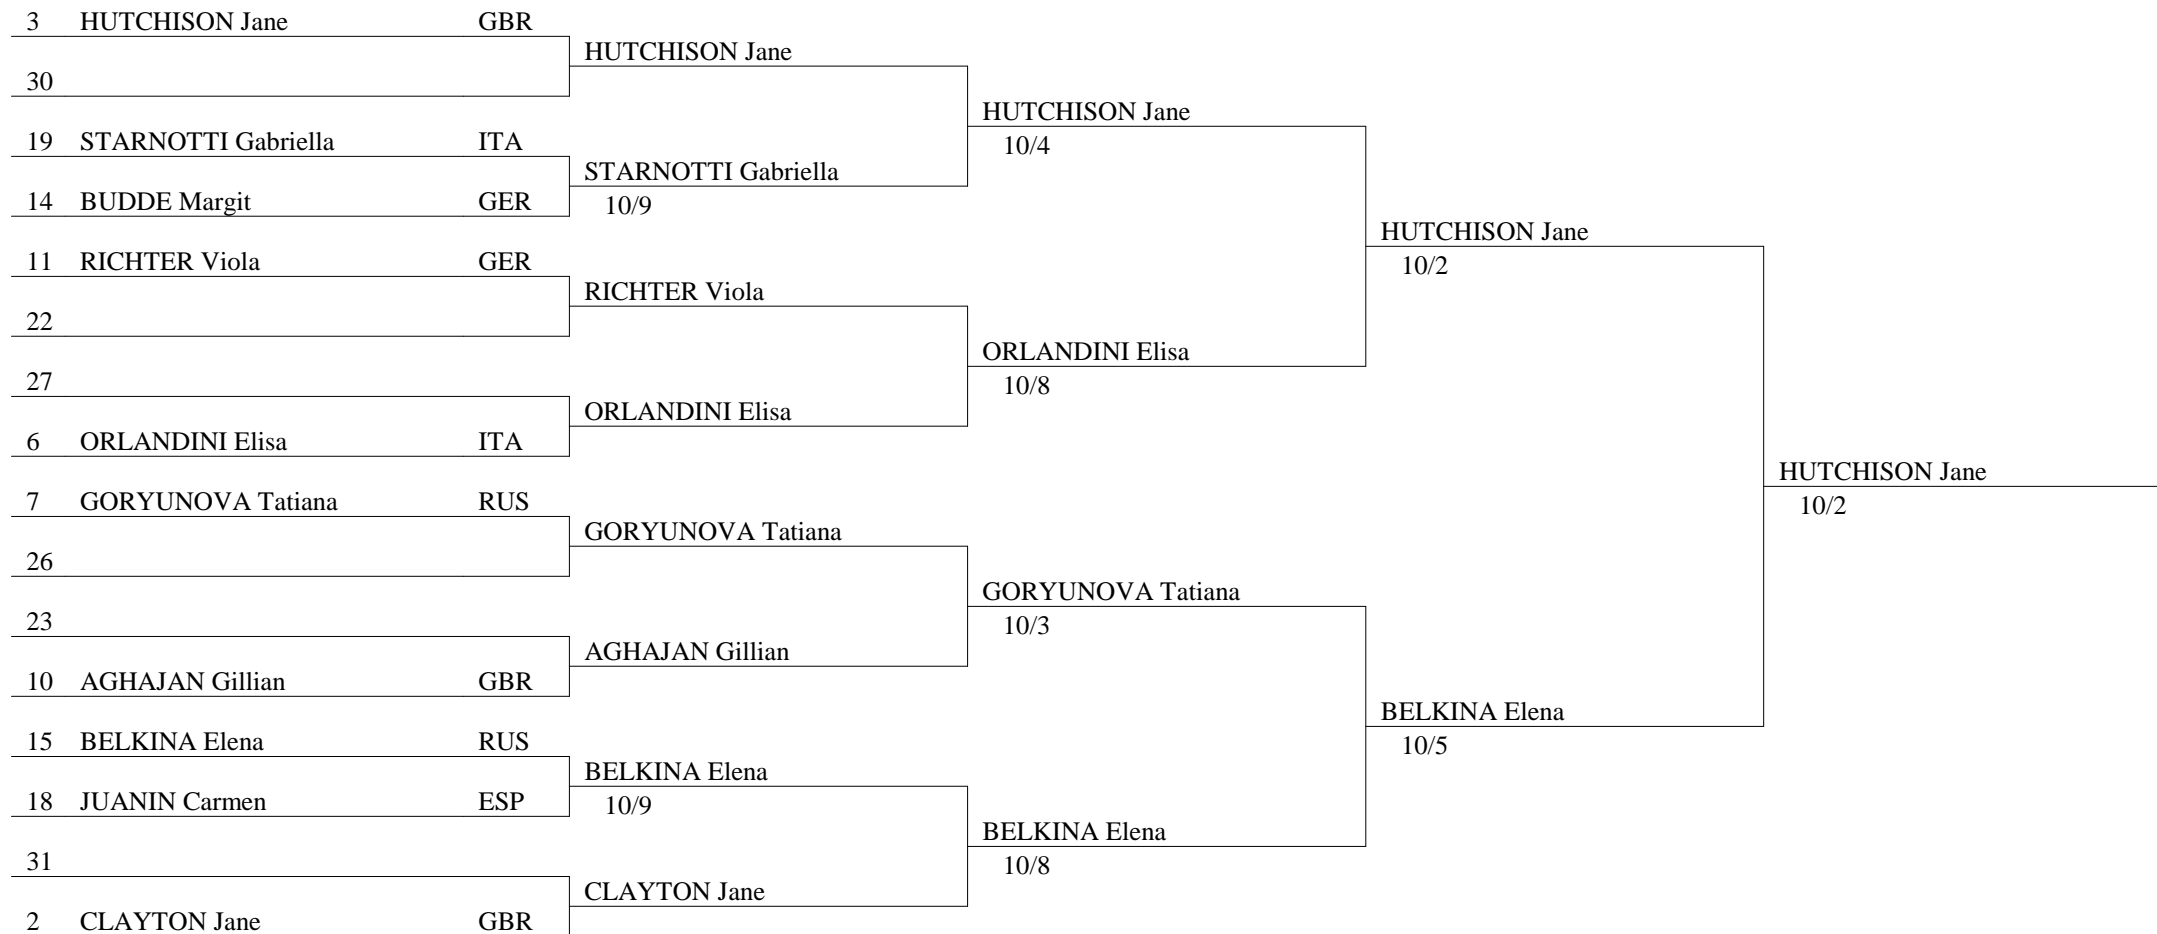 3 HUTCHISON Jane GBR
HUTCHISON Jane
30
HUTCHISON Jane
10/4
19 STARNOTTI Gabriella ITA
STARNOTTI Gabriella
10/9
14 BUDDE Margit GER
HUTCHISON Jane
10/2
11 RICHTER Viola GER
RICHTER Viola
22
ORLANDINI Elisa
10/8
27
ORLANDINI Elisa
6 ORLANDINI Elisa ITA
HUTCHISON Jane
10/2
7 GORYUNOVA Tatiana RUS
GORYUNOVA Tatiana
26
GORYUNOVA Tatiana
10/3
23
AGHAJAN Gillian
10 AGHAJAN Gillian GBR
BELKINA Elena
10/5
15 BELKINA Elena RUS
BELKINA Elena
10/9
18 JUANIN Carmen ESP
BELKINA Elena
10/8
31
CLAYTON Jane
2 CLAYTON Jane GBR